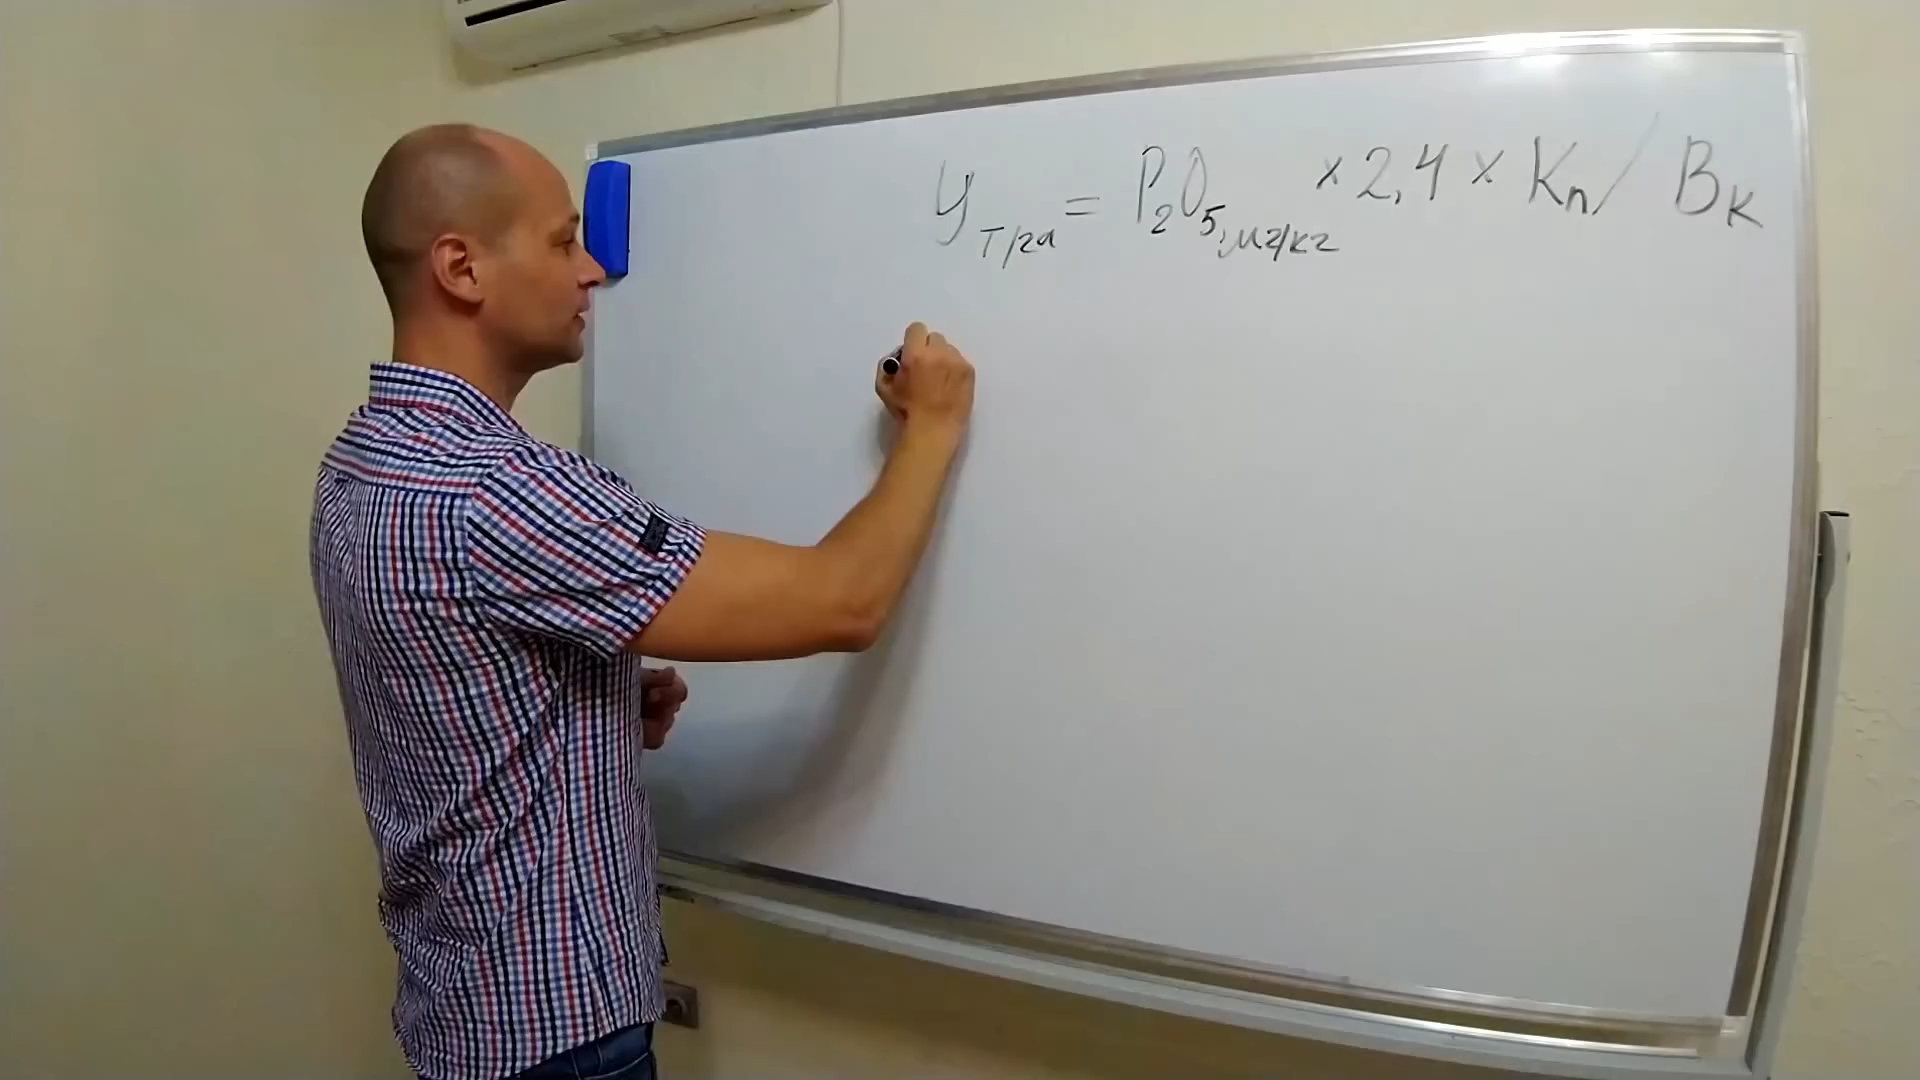 У т/га = P2O5, мг/кг × 2,4 × Кп / Вк